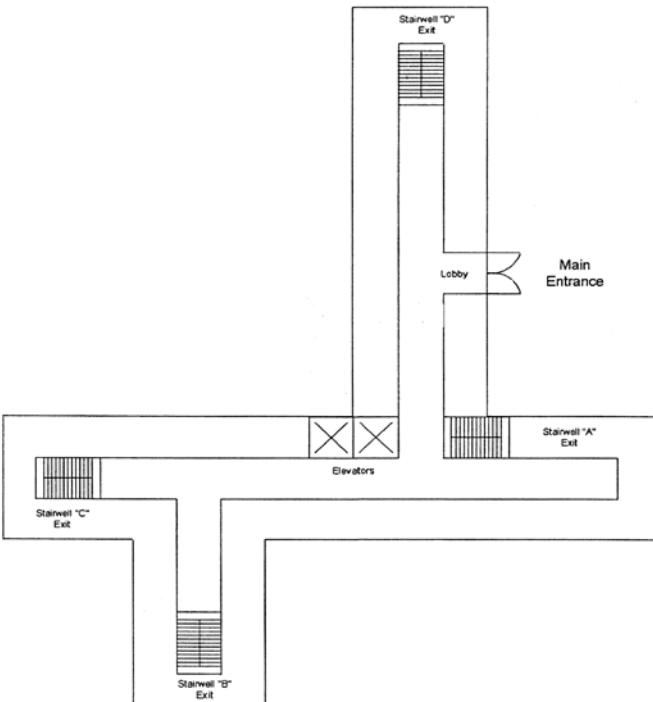 Stairwell "D"
Exit
Lobby
Main
Entrance
Stairwell "A"
Exit
Elevators
Stairwell "C"
Exit
Stairwell "B"
Exit